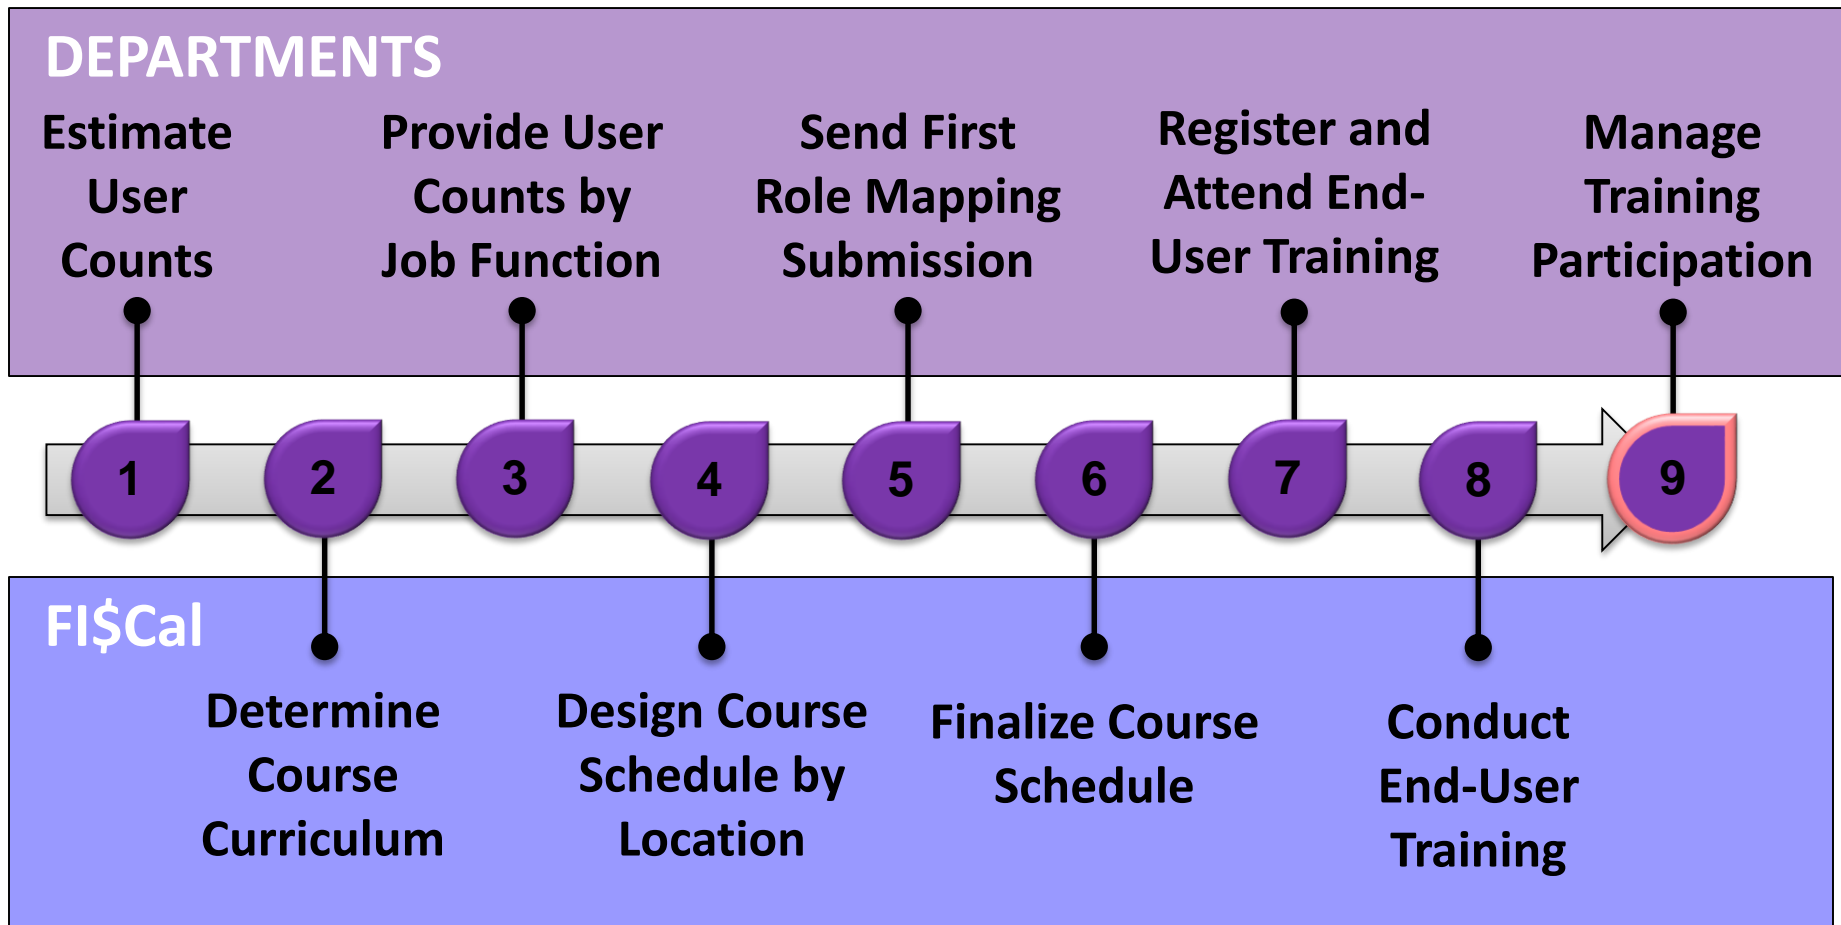 DEPARTMENTS
Estimate
User
Counts
Provide User
Counts by
Job Function
Send First
Role Mapping
Submission
Register and
Attend End-
User Training
Manage
Training
Participation
1
2
3
4
5
6
7
8
9
FI$Cal
Determine
Course
Curriculum
Design Course
Schedule by
Location
Finalize Course
Schedule
Conduct
End-User
Training